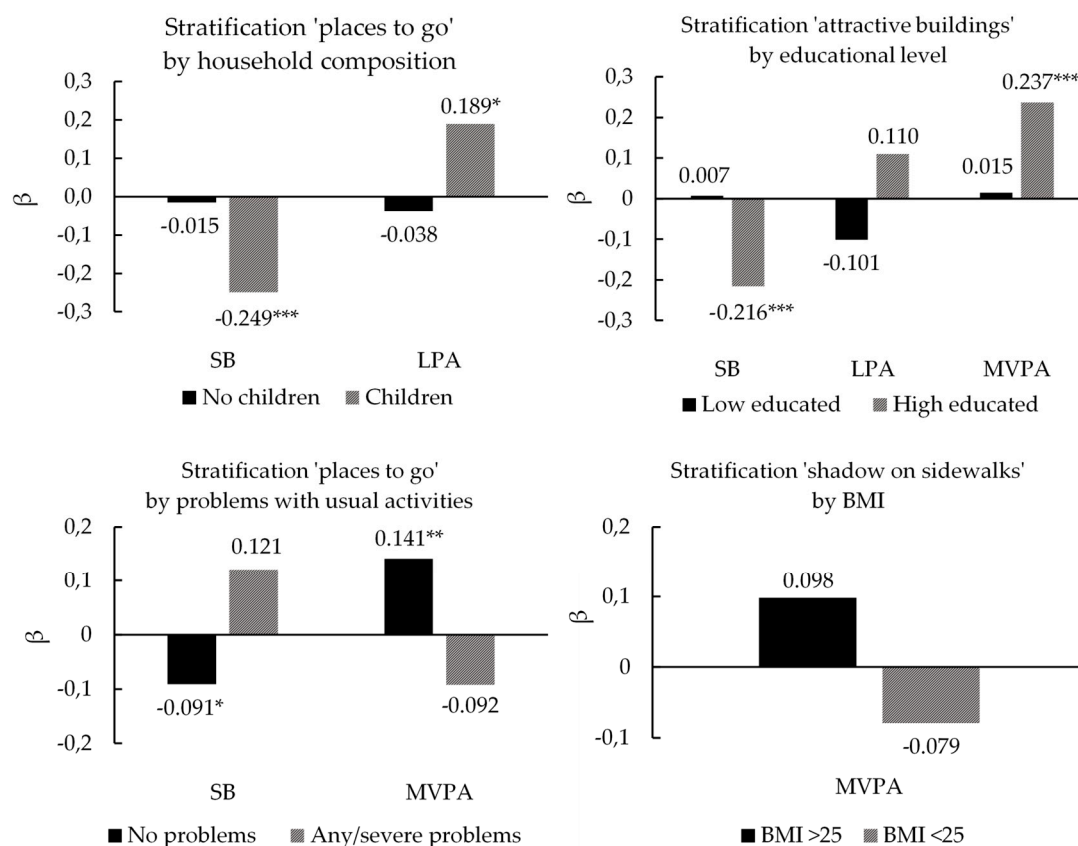 Stratification 'places to go'
by household composition
0,3
0,2
0,1
0,0
-0,1
-0,2
-0,3
β
-0.015
-0.249***
-0.038
0.189*
SB LPA
No children Children
Stratification 'attractive buildings'
by educational level
0,3
0,2
0,1
0
-0,1
-0,2
-0,3
β
0.007
-0.216***
-0.101
0.110
0.015
0.237***
SB LPA MVPA
Low educated High educated
Stratification 'places to go'
by problems with usual activities
0,2
0,1
0
-0,1
-0,2
β
-0.091*
0.121
0.141**
-0.092
SB MVPA
No problems Any/severe problems
Stratification 'shadow on sidewalks'
by BMI
0,2
0,1
0
-0,1
β
0.098
-0.079
MVPA
BMI >25 BMI <25